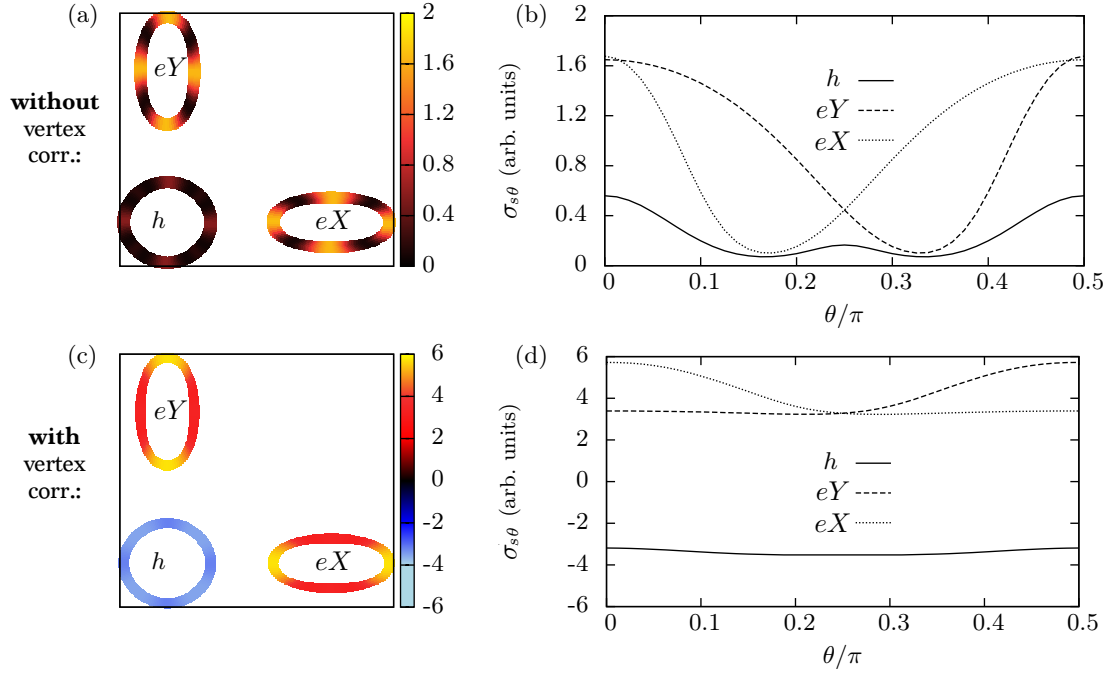 (a)
without
vertex
corr.:
eY
h
eX
2
1.6
1.2
0.8
0.4
0
(b)
σsθ (arb. units)
2
1.6
1.2
0.8
0.4
0
h
eY
eX
0 0.1 0.2 0.3 0.4 0.5
θ/π
(c)
with
vertex
corr.:
eY
h
eX
6
4
2
0
-2
-4
-6
(d)
σsθ (arb. units)
6
4
2
0
-2
-4
-6
h
eY
eX
0 0.1 0.2 0.3 0.4 0.5
θ/π